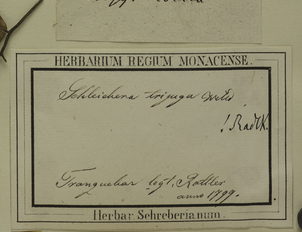 HERBARIUM REGIUM MONACENSE.
Schleichera trijuga Willd
! Radlk.
Tranquebar legt. Rottler
anno 1799.
Herbar. Schreberianum.